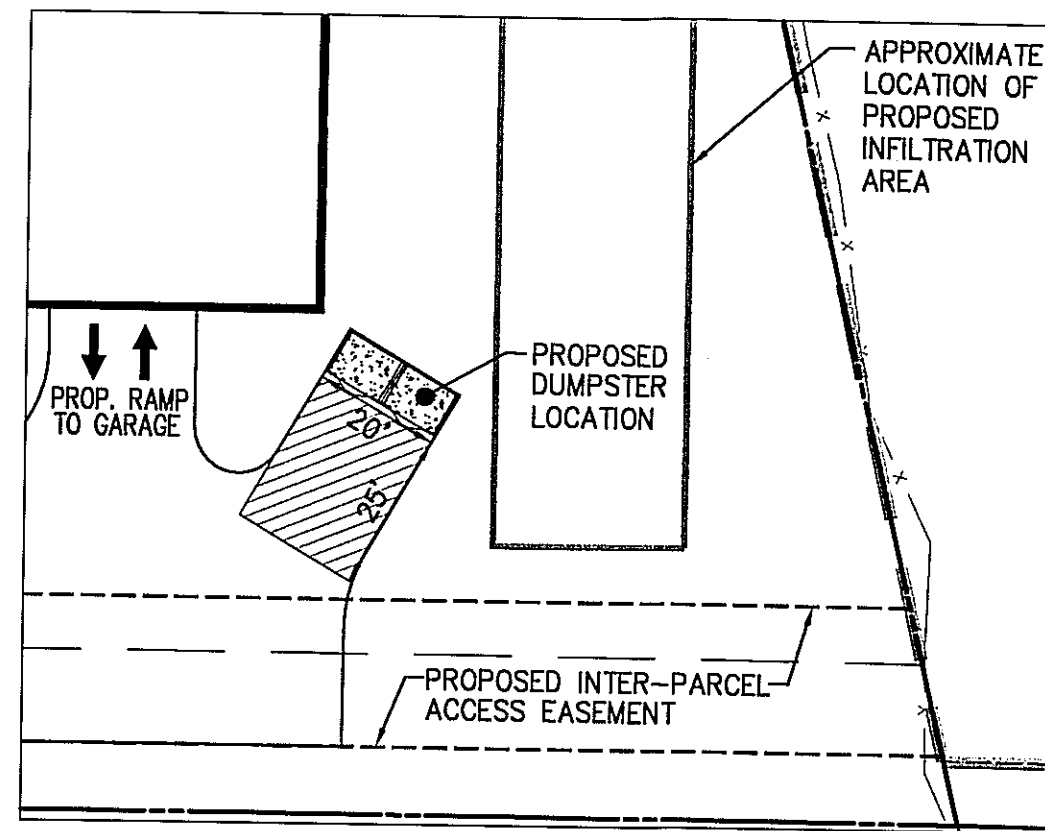 APPROXIMATE
LOCATION OF
PROPOSED
INFILTRATION
AREA
PROPOSED
DUMPSTER
LOCATION
PROP. RAMP
TO GARAGE
20'
25'
PROPOSED INTER-PARCEL
ACCESS EASEMENT